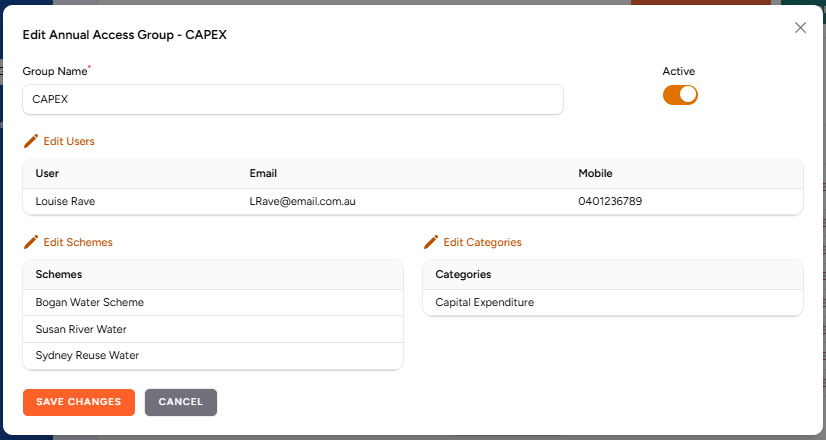 Edit Annual Access Group - CAPEX
Group Name*
Active
CAPEX
Edit Users
User Email Mobile
Louise Rave LRave@email.com.au 0401236789
Edit Schemes
Edit Categories
Schemes
Bogan Water Scheme
Susan River Water
Sydney Reuse Water
Categories
Capital Expenditure
SAVE CHANGES
CANCEL